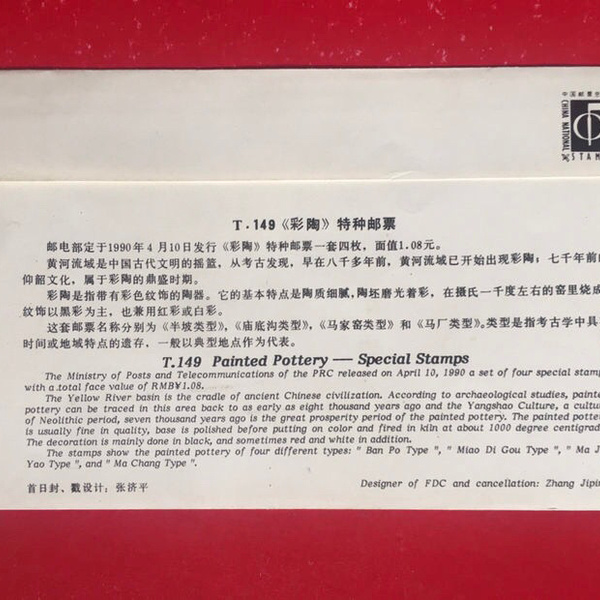 中国邮票
CHINA NATIONAL
STAM
T·149《彩陶》特种邮票
邮电部定于1990年4月10日发行《彩陶》特种邮票一套四枚，面值1.08元。
黄河流域是中国古代文明的摇篮，从考古发现，早在八千多年前，黄河流域已开始出现彩陶；七千年前
仰韶文化，属于彩陶的鼎盛时期。
彩陶是指带有彩色纹饰的陶器。它的基本特点是陶质细腻，陶坯磨光着彩，在摄氏一千度左右的窑里烧成
纹饰以黑彩为主，也兼用红彩或白彩。
这套邮票名称分别为《半坡类型》，《庙底沟类型》，《马家窑类型》和《马厂类型》。类型是指考古学中具
时间或地域特点的遗存，一般以典型地点作为代表。
T.149 Painted Pottery — Special Stamps
The Ministry of Posts and Telecommunications of the PRC released on April 10, 1990 a set of four special stamp
with a total face value of RMB¥1.08.
The Yellow River basin is the cradle of ancient Chinese civilization. According to archaeological studies, painte
pottery can be traced in this area back to as early as eight thousand years ago and the Yangshao Culture, a cultu
of Neolithic period, seven thousand years ago is the great prosperity period of the painted pottery. The painted potte
is usually fine in quality, base is polished before putting on color and fired in kiln at about 1000 degree centigrad
The decoration is mainly done in black, and sometimes red and white in addition.
The stamps show the painted pottery of four different types: " Ban Po Type ", " Miao Di Gou Type ", " Ma J
Yao Type ", and " Ma Chang Type ".
首日封、戳设计：张济平
Designer of FDC and cancellation: Zhang Jipin